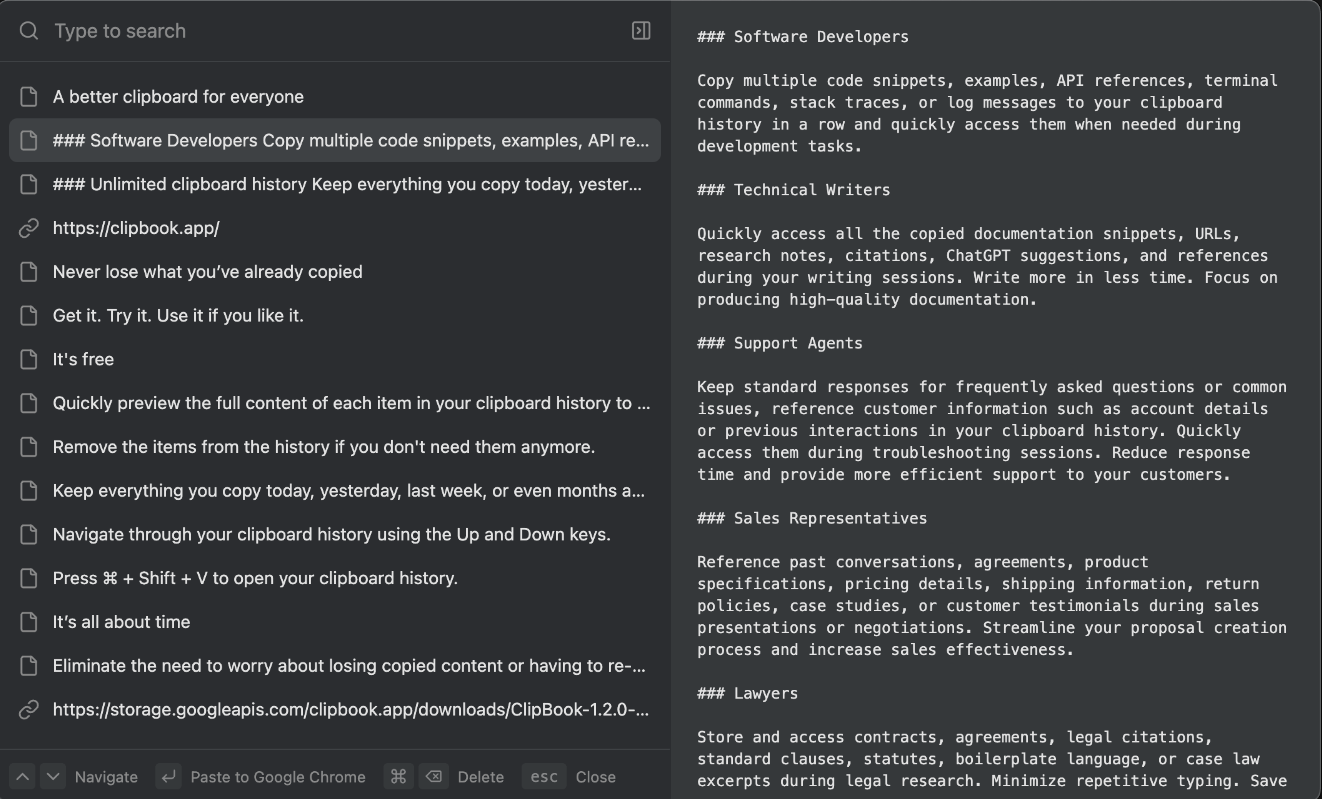 Type to search
A better clipboard for everyone
### Software Developers Copy multiple code snippets, examples, API re...
### Unlimited clipboard history Keep everything you copy today, yester...
https://clipbook.app/
Never lose what you’ve already copied
Get it. Try it. Use it if you like it.
It's free
Quickly preview the full content of each item in your clipboard history to ...
Remove the items from the history if you don't need them anymore.
Keep everything you copy today, yesterday, last week, or even months a...
Navigate through your clipboard history using the Up and Down keys.
Press ⌘ + Shift + V to open your clipboard history.
It’s all about time
Eliminate the need to worry about losing copied content or having to re-...
https://storage.googleapis.com/clipbook.app/downloads/ClipBook-1.2.0-...
Navigate Paste to Google Chrome ⌘ Delete esc Close
### Software Developers
Copy multiple code snippets, examples, API references, terminal
commands, stack traces, or log messages to your clipboard
history in a row and quickly access them when needed during
development tasks.
### Technical Writers
Quickly access all the copied documentation snippets, URLs,
research notes, citations, ChatGPT suggestions, and references
during your writing sessions. Write more in less time. Focus on
producing high-quality documentation.
### Support Agents
Keep standard responses for frequently asked questions or common
issues, reference customer information such as account details
or previous interactions in your clipboard history. Quickly
access them during troubleshooting sessions. Reduce response
time and provide more efficient support to your customers.
### Sales Representatives
Reference past conversations, agreements, product
specifications, pricing details, shipping information, return
policies, case studies, or customer testimonials during sales
presentations or negotiations. Streamline your proposal creation
process and increase sales effectiveness.
### Lawyers
Store and access contracts, agreements, legal citations,
standard clauses, statutes, boilerplate language, or case law
excerpts during legal research. Minimize repetitive typing. Save